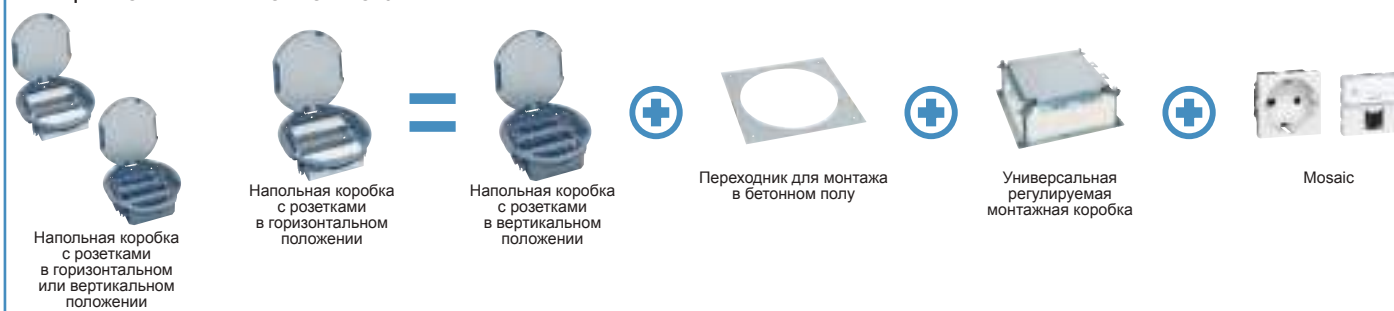 Напольная коробка
с розетками
в горизонтальном
или вертикальном
положении
Напольная коробка
с розетками
в горизонтальном
положении
Напольная коробка
с розетками
в вертикальном
положении
Переходник для монтажа
в бетонном полу
Универсальная
регулируемая
монтажная коробка
Mosaic